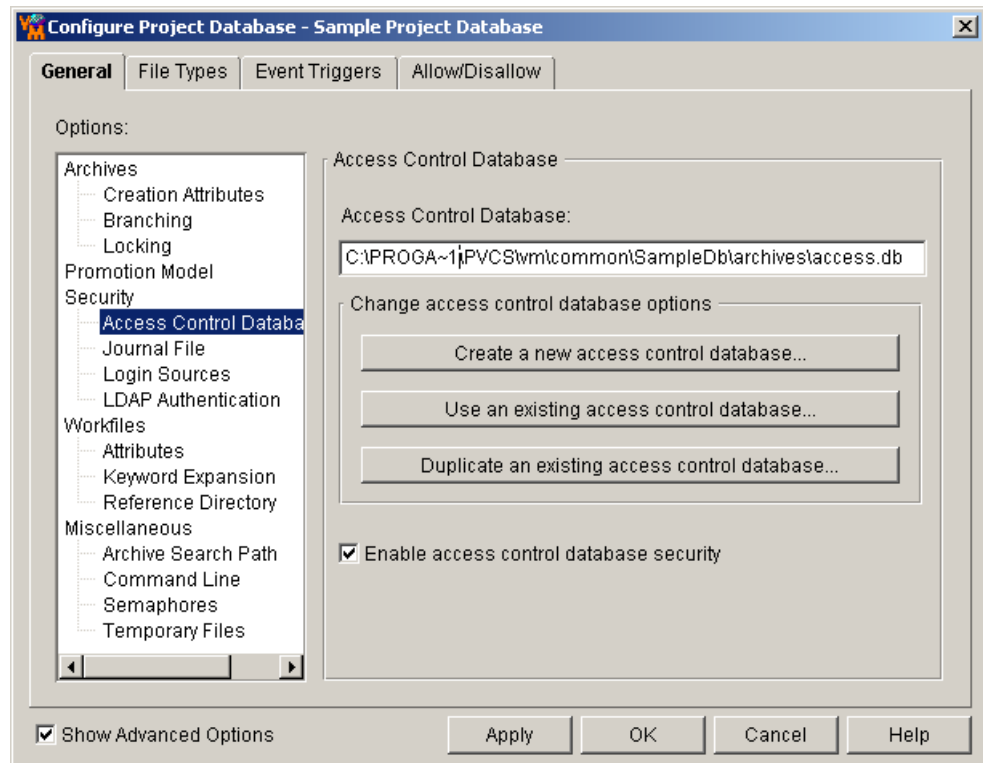 Configure Project Database - Sample Project Database
General File Types Event Triggers Allow/Disallow
Options:
Archives
Creation Attributes
Branching
Locking
Promotion Model
Security
Access Control Databa
Journal File
Login Sources
LDAP Authentication
Workfiles
Attributes
Keyword Expansion
Reference Directory
Miscellaneous
Archive Search Path
Command Line
Semaphores
Temporary Files
Access Control Database
Access Control Database:
C:\PROGA~1\PVCS\vm\common\SampleDb\archives\access.db
Change access control database options
Create a new access control database...
Use an existing access control database...
Duplicate an existing access control database...
Enable access control database security
Show Advanced Options
Apply OK Cancel Help